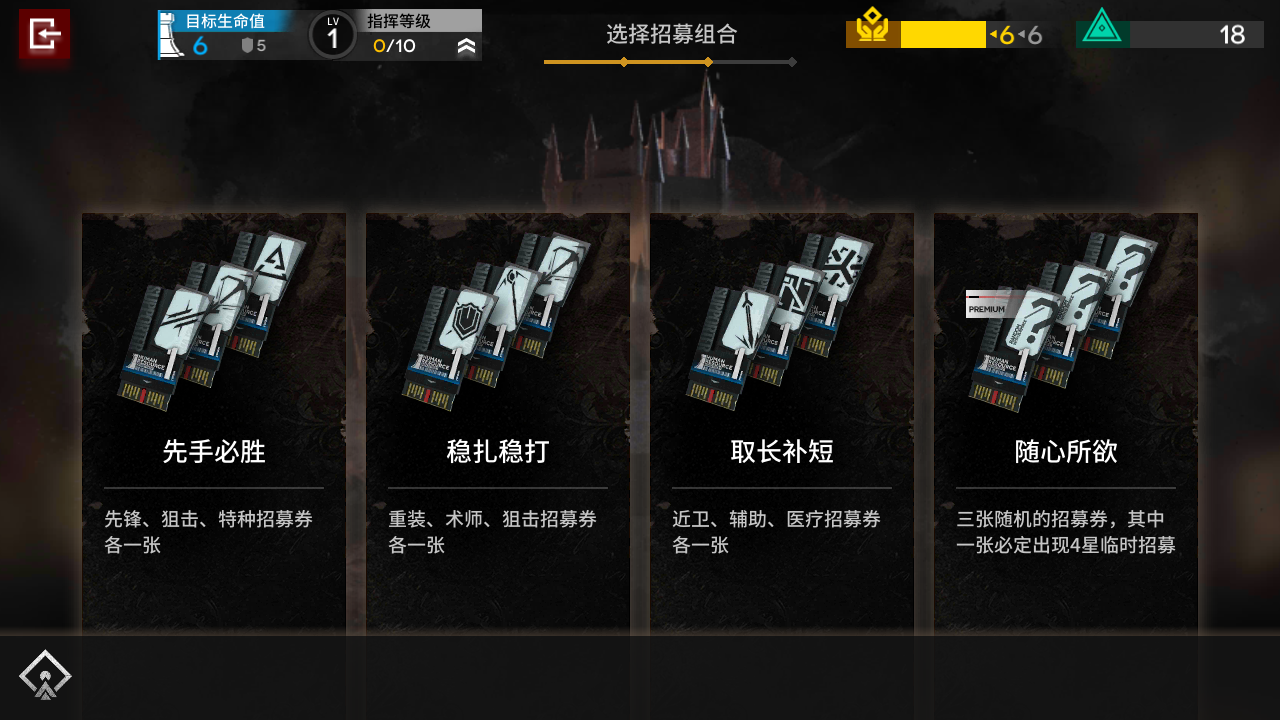 目标生命值
6
5
LV
1
指挥等级
0/10
选择招募组合
6
6
18
PREMIUM
HUMAN
RESOURCE
先手必胜
稳扎稳打
取长补短
随心所欲
先锋、狙击、特种招募券
各一张
重装、术师、狙击招募券
各一张
近卫、辅助、医疗招募券
各一张
三张随机的招募券，其中
一张必定出现4星临时招募